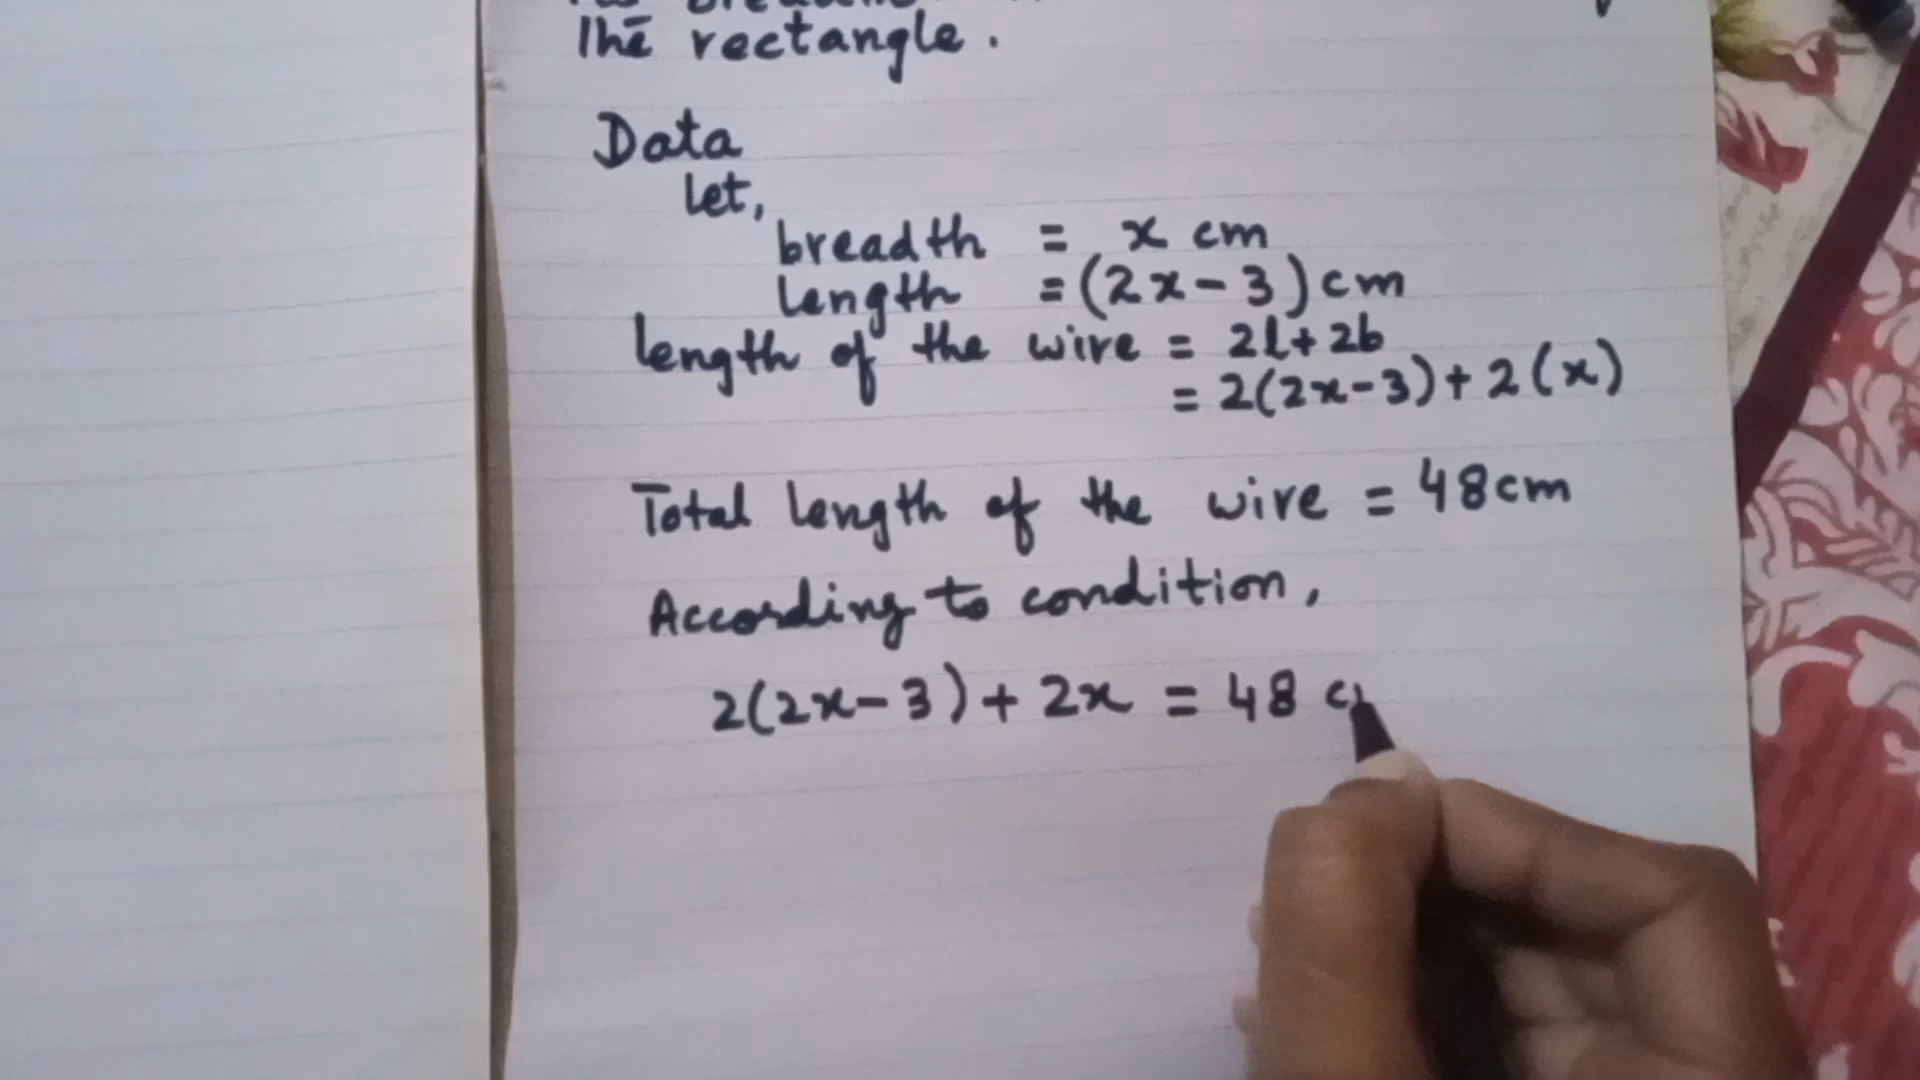 The rectangle.
Data
let,
breadth = x cm
length = (2x-3) cm
length of the wire = 2l+2b
= 2(2x-3)+2(x)
Total length of the wire = 48cm
According to condition,
2(2x-3)+2x = 48 c